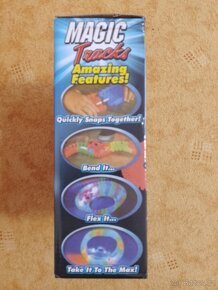 MAGIC
Tracks
Amazing
Features!
Quickly Snaps Together!
Bend It...
Flex It...
Take It To The Max!